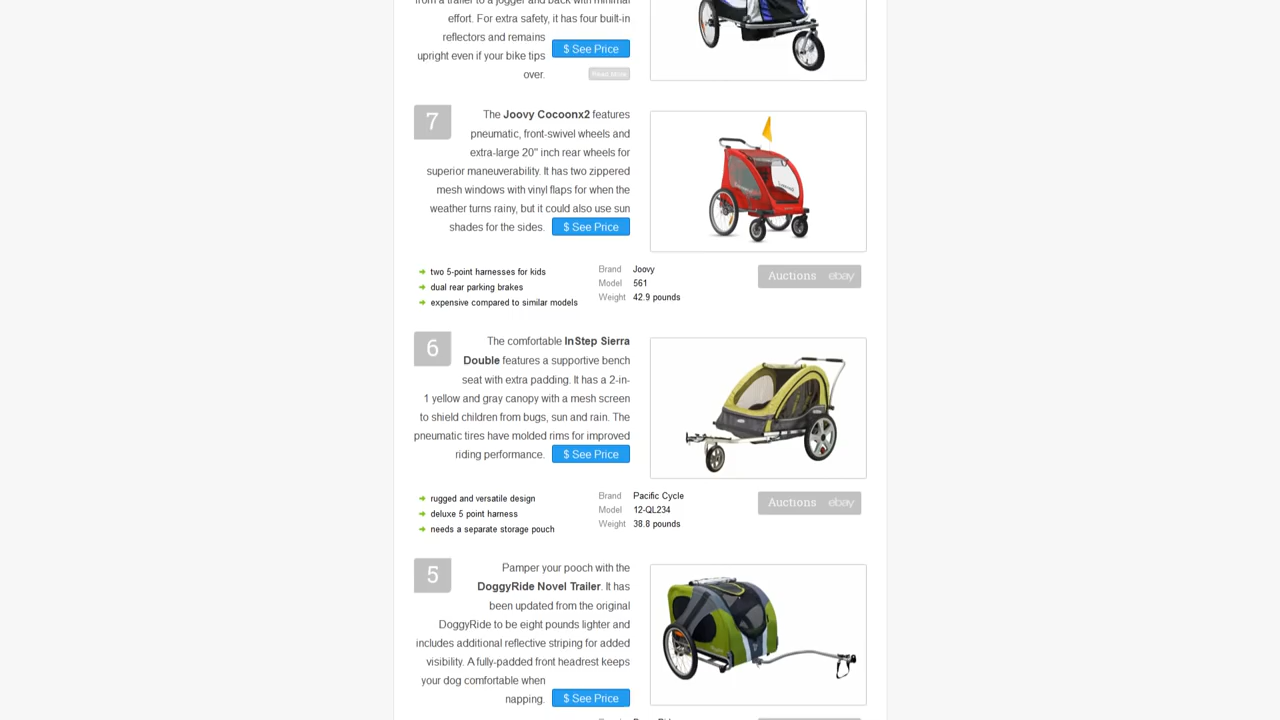 from a trailer to a jogger and back with minimal
effort. For extra safety, it has four built-in
reflectors and remains
upright even if your bike tips
over.
$ See Price
Read More
7
The Joovy Cocoonx2 features
pneumatic, front-swivel wheels and
extra-large 20" inch rear wheels for
superior maneuverability. It has two zippered
mesh windows with vinyl flaps for when the
weather turns rainy, but it could also use sun
shades for the sides.
$ See Price
two 5-point harnesses for kids
dual rear parking brakes
expensive compared to similar models
Brand Joovy
Model 561
Weight 42.9 pounds
Auctions ebay
6
The comfortable InStep Sierra
Double features a supportive bench
seat with extra padding. It has a 2-in-
1 yellow and gray canopy with a mesh screen
to shield children from bugs, sun and rain. The
pneumatic tires have molded rims for improved
riding performance.
$ See Price
rugged and versatile design
deluxe 5 point harness
needs a separate storage pouch
Brand Pacific Cycle
Model 12-QL234
Weight 38.8 pounds
Auctions ebay
5
Pamper your pooch with the
DoggyRide Novel Trailer. It has
been updated from the original
DoggyRide to be eight pounds lighter and
includes additional reflective striping for added
visibility. A fully-padded front headrest keeps
your dog comfortable when
napping.
$ See Price